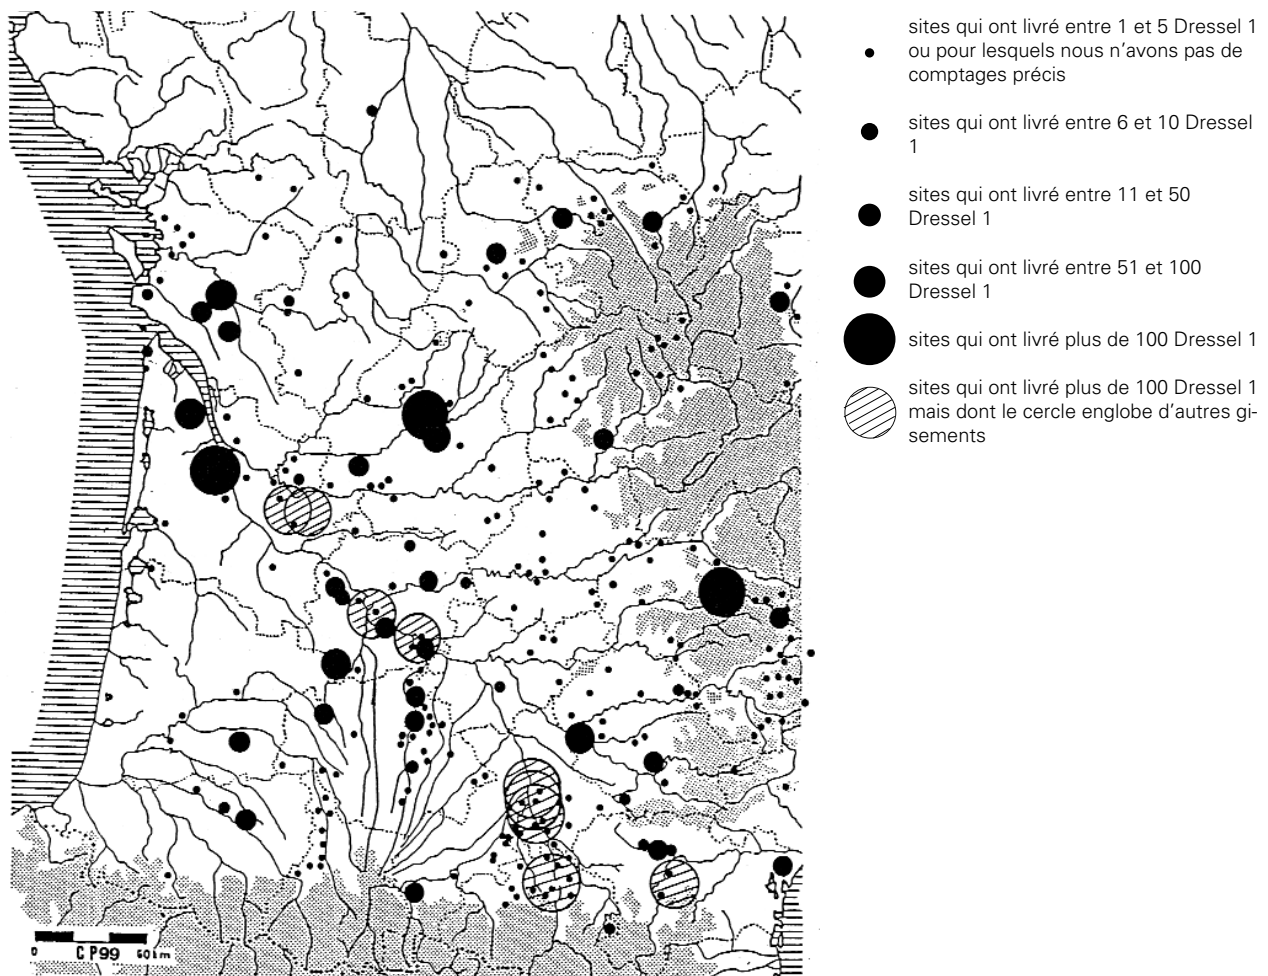 sites qui ont livré entre 1 et 5 Dressel 1
ou pour lesquels nous n’avons pas de
comptages précis
sites qui ont livré entre 6 et 10 Dressel
1
sites qui ont livré entre 11 et 50
Dressel 1
sites qui ont livré entre 51 et 100
Dressel 1
sites qui ont livré plus de 100 Dressel 1
sites qui ont livré plus de 100 Dressel 1
mais dont le cercle englobe d’autres gi-
sements
0 C P99 60km